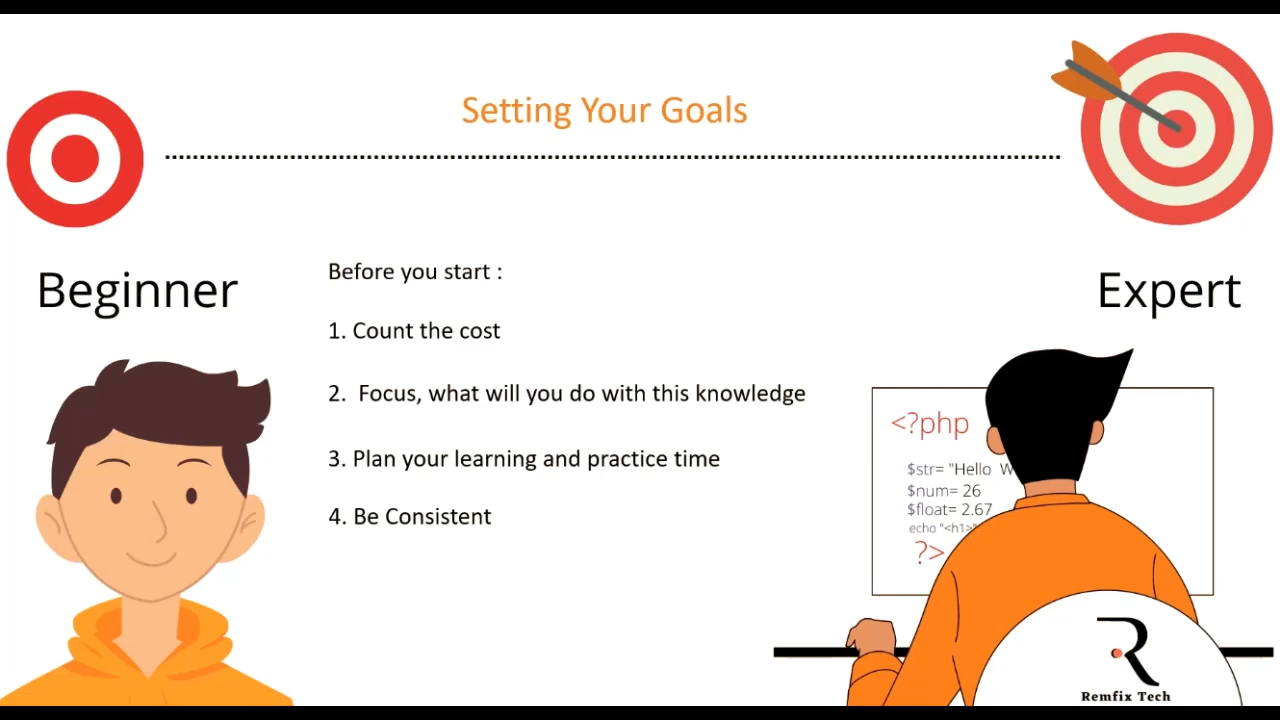 Setting Your Goals
Beginner
Expert
Before you start :
1. Count the cost
2. Focus, what will you do with this knowledge
3. Plan your learning and practice time
4. Be Consistent
<?php
$str= "Hello W
$num= 26
$float= 2.67
echo "<h1>"
?>
R
Remfix Tech